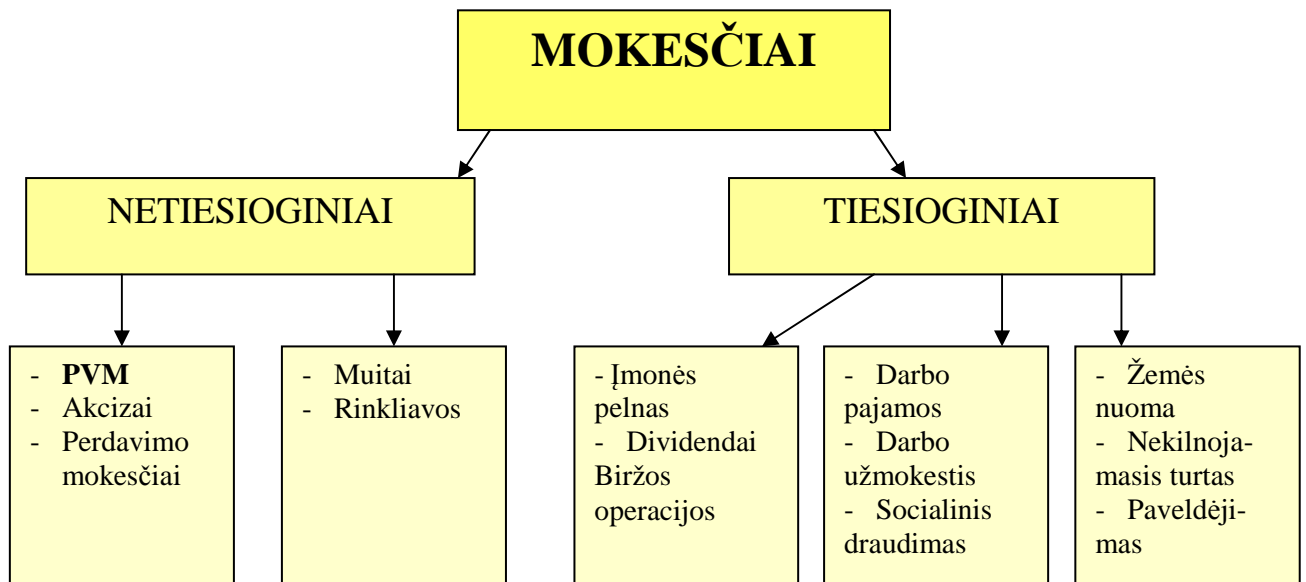 MOKESČIAI
NETIESIOGINIAI
TIESIOGINIAI
- PVM
- Akcizai
- Perdavimo
mokesčiai
- Muitai
- Rinkliavos
- Įmonės
pelnas
- Dividendai
Biržos
operacijos
- Darbo
pajamos
- Darbo
užmokestis
- Socialinis
draudimas
- Žemės
nuoma
- Nekilnoja-
masis turtas
- Paveldėji-
mas